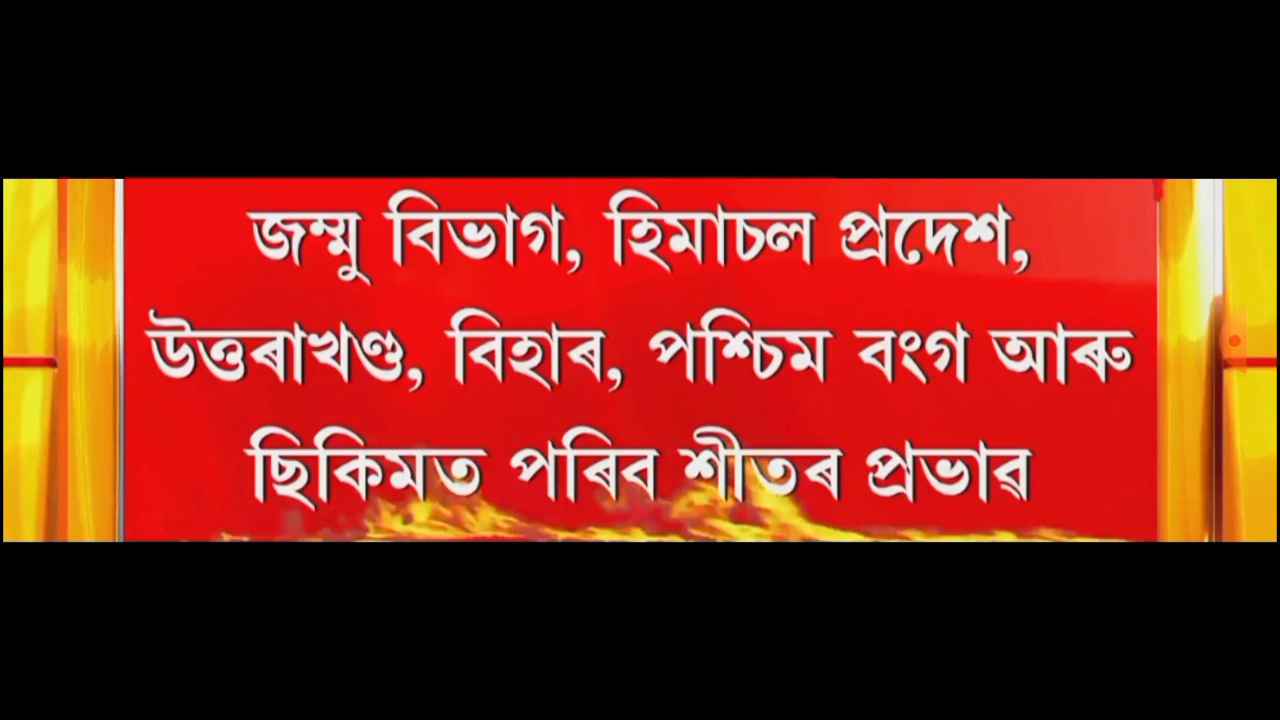 জম্মু বিভাগ, হিমাচল প্ৰদেশ,
উত্তৰাখণ্ড, বিহাৰ, পশ্চিম বংগ আৰু
ছিকিমত পৰিব শীতৰ প্ৰভাৱ